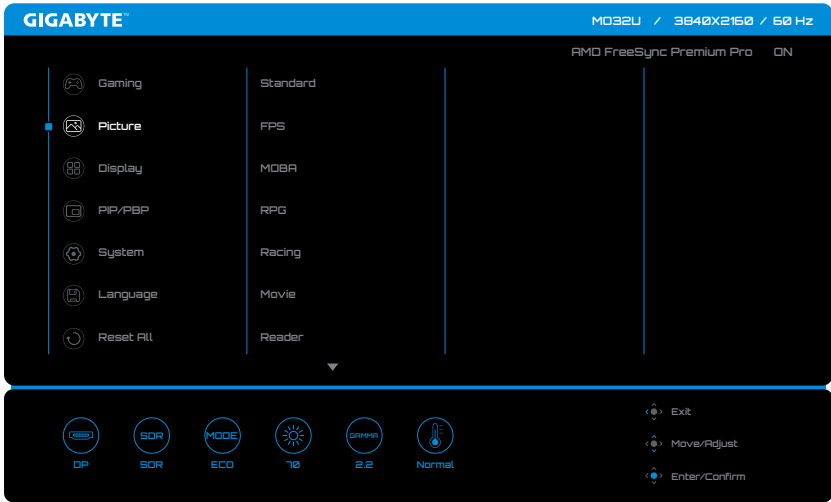 GIGABYTE™ MO32U / 3840X2160 / 60 Hz
AMD FreeSync Premium Pro ON
Gaming Standard
Picture FPS
Display MOBA
PIP/PBP RPG
System Racing
Language Movie
Reset All Reader
Exit
SDR MODE GAMMA Move/Adjust
DP SDR ECO 70 2.2 Normal
Enter/Confirm